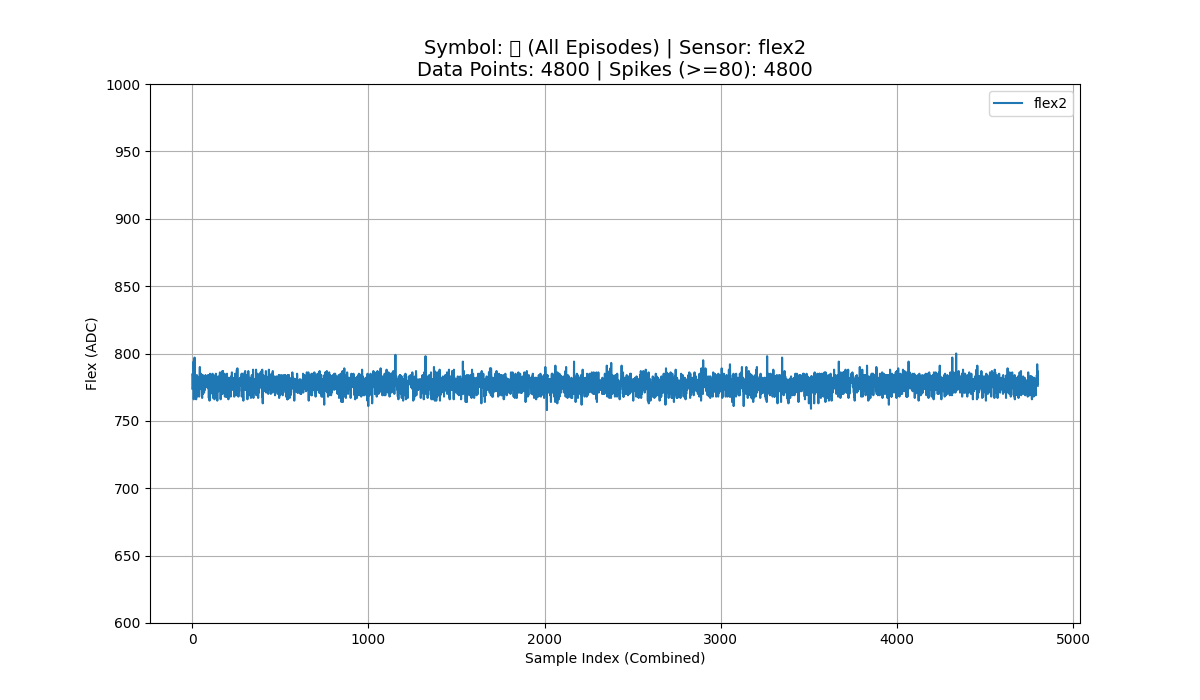 Symbol: (All Episodes) | Sensor: flex2
Data Points: 4800 | Spikes (>=80): 4800
flex2
Flex (ADC)
1000
950
900
850
800
750
700
650
600
0 1000 2000 3000 4000 5000
Sample Index (Combined)